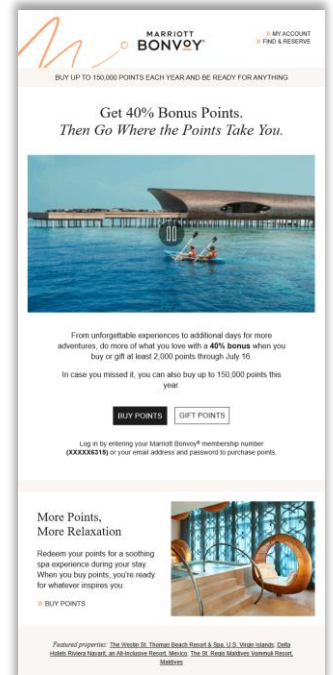 MARRIOTT
BONVOY®
» MY ACCOUNT
» FIND & RESERVE
BUY UP TO 150,000 POINTS EACH YEAR AND BE READY FOR ANYTHING
Get 40% Bonus Points.
Then Go Where the Points Take You.
From unforgettable experiences to additional days for more
adventures, do more of what you love with a 40% bonus when you
buy or gift at least 2,000 points through July 16.
In case you missed it, you can also buy up to 150,000 points this
year.
BUY POINTS
GIFT POINTS
Log in by entering your Marriott Bonvoy® membership number
(XXXXX6315) or your email address and password to purchase points.
More Points,
More Relaxation
Redeem your points for a soothing
spa experience during your stay.
When you buy points, you're ready
for whatever inspires you.
» BUY POINTS
Featured properties: The Westin St. Thomas Beach Resort & Spa, U.S. Virgin Islands; Delta
Hotels Riviera Nayarit, an All-Inclusive Resort, Mexico; The St. Regis Maldives Vommuli Resort,
Maldives